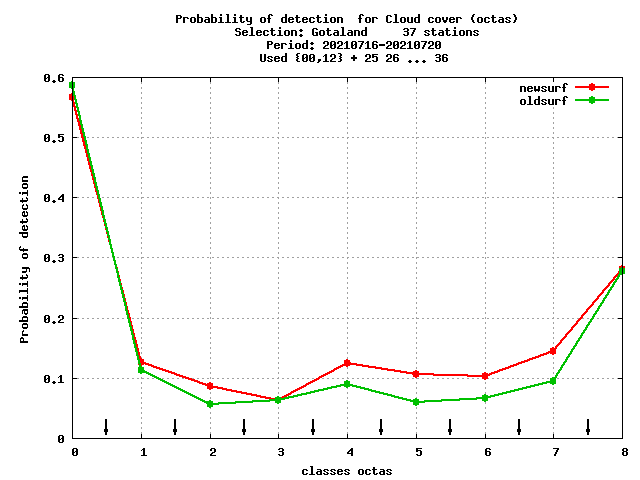 Probability of detection  for Cloud cover (octas)
Selection: Gotaland     37 stations
Period: 20210716-20210720
Used {00,12} + 25 26 ... 36
newsurf
oldsurf
Probability of detection
0.6
0.5
0.4
0.3
0.2
0.1
0
0 1 2 3 4 5 6 7 8
classes octas